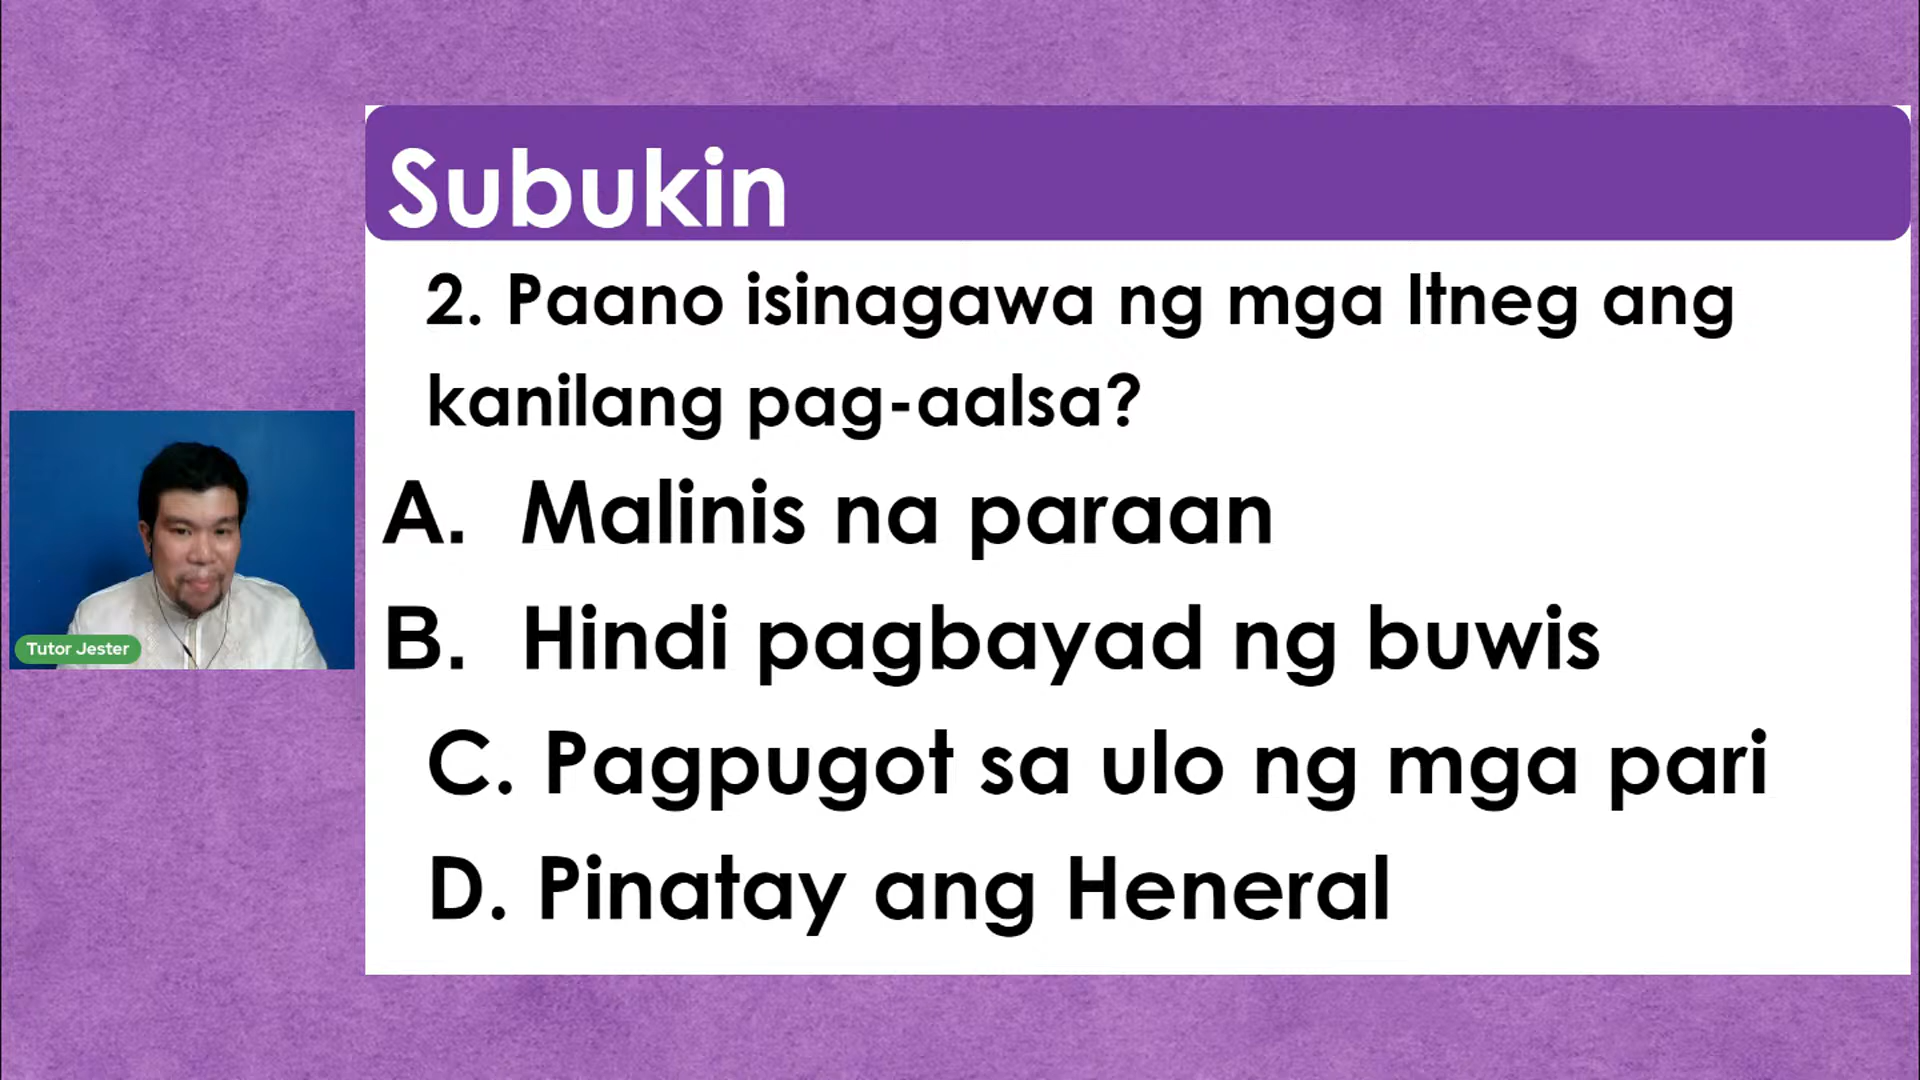 Subukin
2. Paano isinagawa ng mga Itneg ang
kanilang pag-aalsa?
A. Malinis na paraan
B. Hindi pagbayad ng buwis
C. Pagpugot sa ulo ng mga pari
D. Pinatay ang Heneral
Tutor Jester